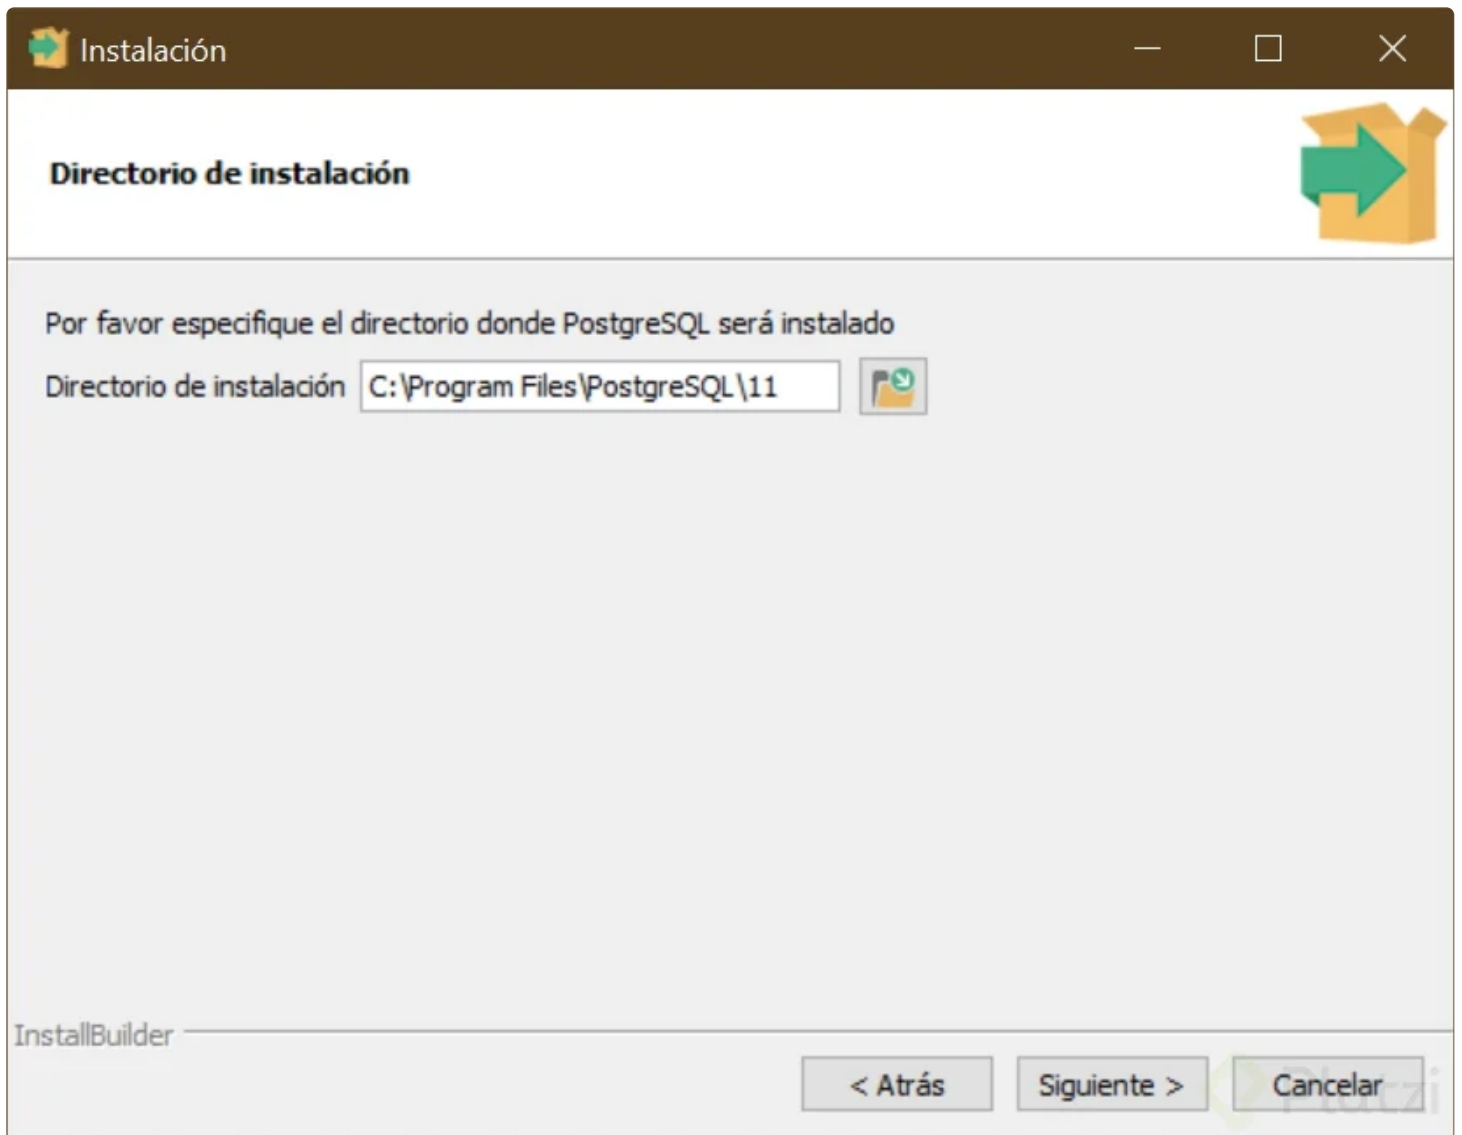 Instalación
Directorio de instalación
Por favor especifique el directorio donde PostgreSQL será instalado
Directorio de instalación C:\Program Files\PostgreSQL\11
InstallBuilder
< Atrás Siguiente > Cancelar
Platzi